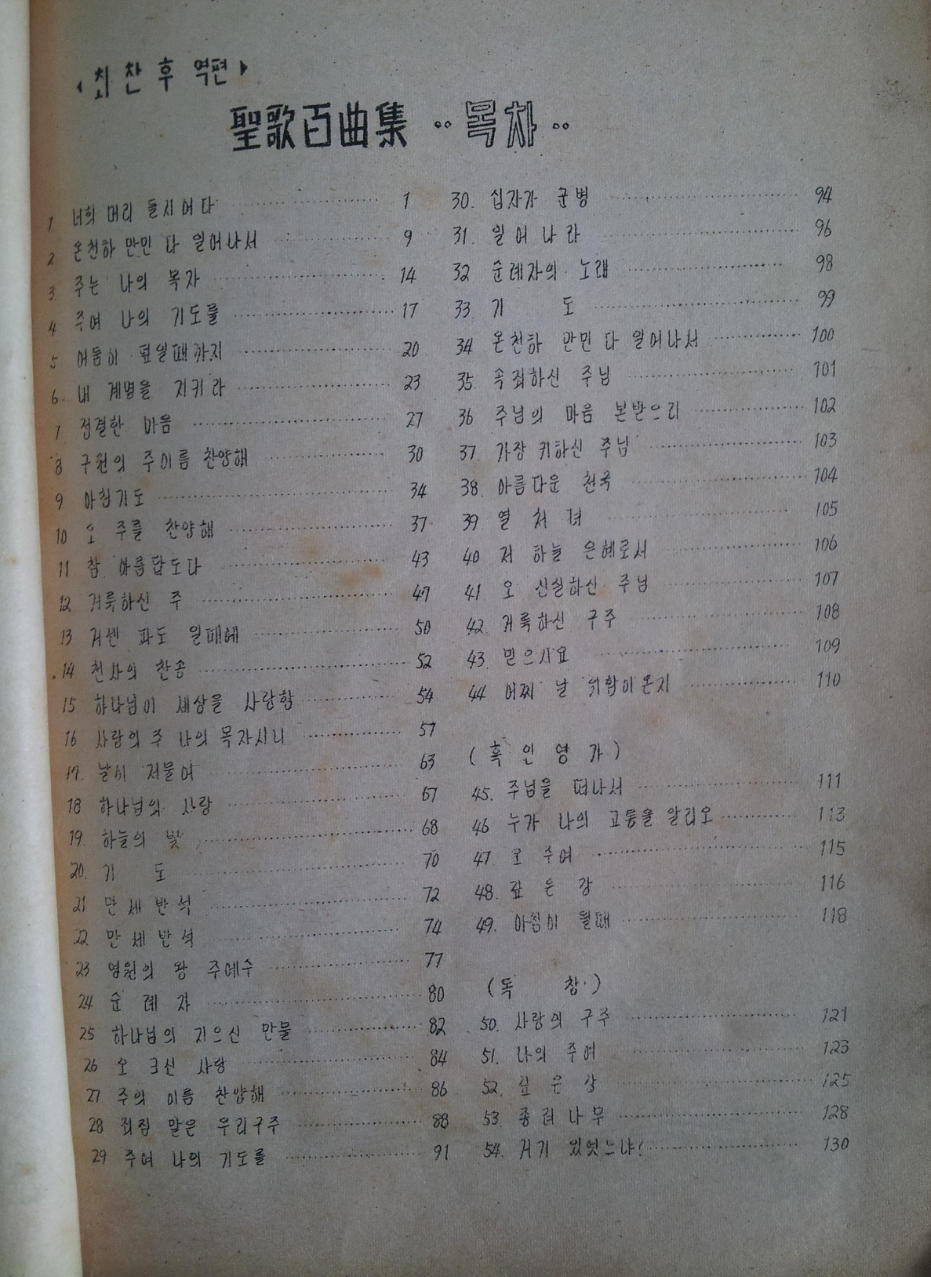 < 최찬후 역편 >
聖歌百曲集 ·· 목차 ··
1 너희 머리 들지어다 1
2 온천하 만민 다 일어나서 9
3 주는 나의 목자 14
4 주여 나의 기도를 17
5 어둠이 덮일때까지 20
6. 내 계명을 지키라 23
7 정결한 마음 27
8 구원의 주이름 찬양해 30
9 아침기도 34
10 오 주를 찬양해 37
11 참 아름답도다 43
12 거룩하신 주 47
13 거센 파도 일때에 50
14 천사의 찬송 52
15 하나님이 세상을 사랑함 54
16 사랑의 주 나의 목자시니 57
17. 날이 저물어 63
18 하나님의 사랑 67
19. 하늘의 빛 68
20. 기 도 70
21 만세반석 72
22 만세반석 74
23 영원의 왕 주예수 77
24 순례자 80
25 하나님의 지으신 만물 82
26 오 크신 사랑 84
27 주의 이름 찬양해 86
28 죄짐 맡은 우리구주 88
29 주여 나의 기도를 91
30. 십자가 군병 94
31. 일어나라 96
32 순례자의 노래 98
33 기 도 99
34 온천하 만민 다 일어나서 100
35 속죄하신 주님 101
36 주님의 마음 본받으리 102
37. 가장 귀하신 주님 103
38. 아름다운 천국 104
39 열 처 녀 105
40 저 하늘 은혜로서 106
41 오 신실하신 주님 107
42. 거룩하신 구주 108
43. 믿으시요 109
44 어찌 날 위함이온지 110
(흑인영가)
45. 주님을 떠나서 111
46 누가 나의 고통을 알리오 113
47 오 주여 115
48. 깊은 강 116
49. 아침이 될때 118
(독 창)
50. 사랑의 구주 121
51. 나의 주여 123
52. 깊은 강 125
53. 종려나무 128
54. 거기 있었느냐! 130